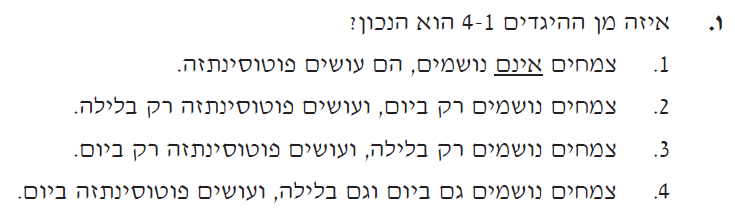 ו. איזה מן ההיגדים 4-1 הוא הנכון?
1. צמחים אינם נושמים, הם עושים פוטוסינתזה.
2. צמחים נושמים רק ביום, ועושים פוטוסינתזה רק בלילה.
3. צמחים נושמים רק בלילה, ועושים פוטוסינתזה רק ביום.
4. צמחים נושמים גם ביום וגם בלילה, ועושים פוטוסינתזה ביום.